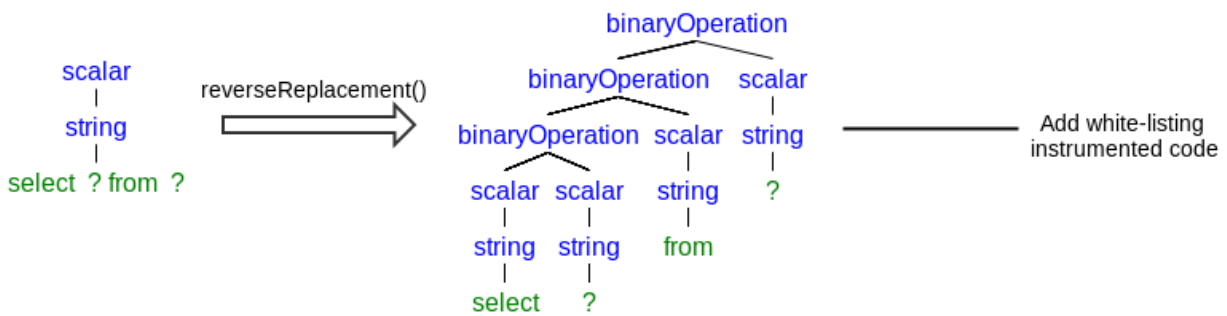 binaryOperation
scalar
reverseReplacement()
binaryOperation scalar
string
binaryOperation scalar string
Add white-listing
instrumented code
select ? from ?
scalar scalar string ?
string string from
select ?